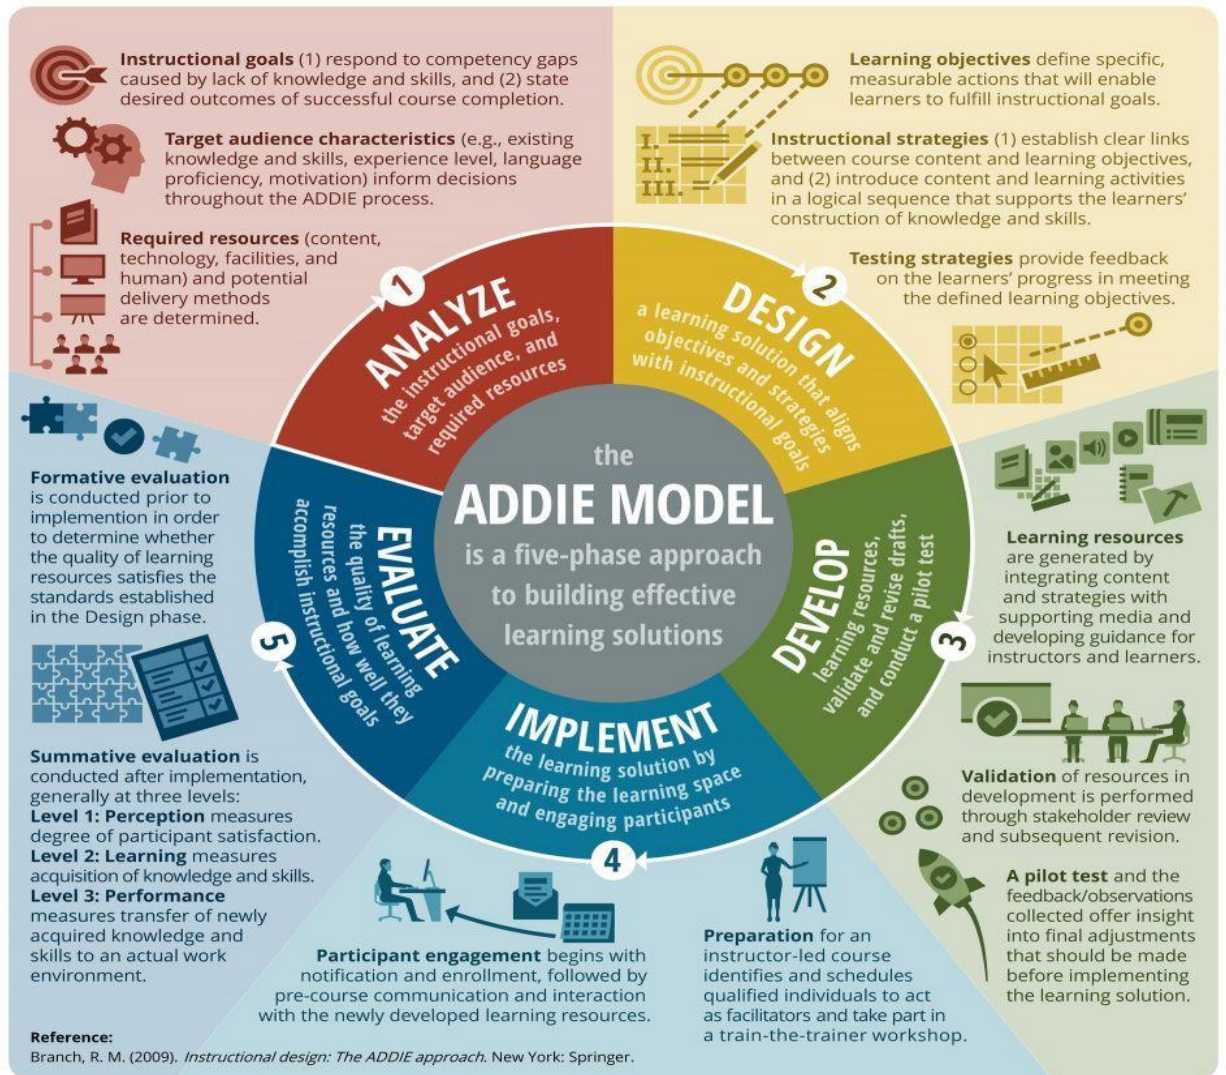 Instructional goals (1) respond to competency gaps
caused by lack of knowledge and skills, and (2) state
desired outcomes of successful course completion.
Target audience characteristics (e.g., existing
knowledge and skills, experience level, language
proficiency, motivation) inform decisions
throughout the ADDIE process.
Required resources (content,
technology, facilities, and
human) and potential
delivery methods
are determined.
Learning objectives define specific,
measurable actions that will enable
learners to fulfill instructional goals.
I.
II.
III.
Instructional strategies (1) establish clear links
between course content and learning objectives,
and (2) introduce content and learning activities
in a logical sequence that supports the learners'
construction of knowledge and skills.
Testing strategies provide feedback
on the learners' progress in meeting
the defined learning objectives.
1
ANALYZE
the instructional goals,
target audience, and
required resources
2
DESIGN
a learning solution that aligns
objectives and strategies
with instructional goals
the
ADDIE MODEL
is a five-phase approach
to building effective
learning solutions
3
DEVELOP
learning resources,
validate and revise drafts,
and conduct a pilot test
Learning resources
are generated by
integrating content
and strategies with
supporting media and
developing guidance for
instructors and learners.
Validation of resources in
development is performed
through stakeholder review
and subsequent revision.
A pilot test and the
feedback/observations
collected offer insight
into final adjustments
that should be made
before implementing
the learning solution.
IMPLEMENT
the learning solution by
preparing the learning space
and engaging participants
4
Participant engagement begins with
notification and enrollment, followed by
pre-course communication and interaction
with the newly developed learning resources.
Preparation for an
instructor-led course
identifies and schedules
qualified individuals to act
as facilitators and take part in
a train-the-trainer workshop.
5
EVALUATE
the quality of learning
resources and how well they
accomplish instructional goals
Formative evaluation
is conducted prior to
implemention in order
to determine whether
the quality of learning
resources satisfies the
standards established
in the Design phase.
Summative evaluation is
conducted after implementation,
generally at three levels:
Level 1: Perception measures
degree of participant satisfaction.
Level 2: Learning measures
acquisition of knowledge and skills.
Level 3: Performance
measures transfer of newly
acquired knowledge and
skills to an actual work
environment.
Reference:
Branch, R. M. (2009). Instructional design: The ADDIE approach. New York: Springer.